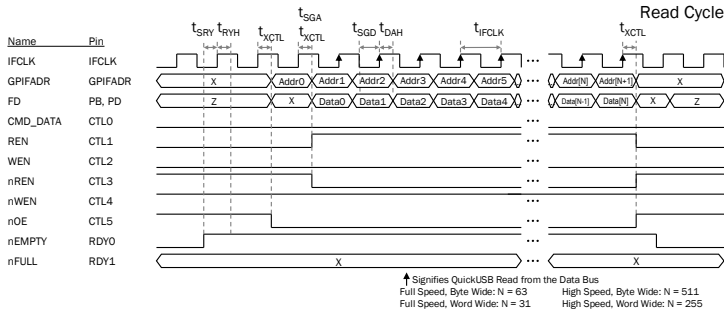 Read Cycle
tSRY tRYH tXCTL tSGA tXCTL tSGD tDAH tIFCLK tXCTL
Name Pin
IFCLK IFCLK ...
GPIFADR GPIFADR X Addr0 Addr1 Addr2 Addr3 Addr4 Addr5 ... Addr[N] Addr[N+1] X
FD PB, PD Z X Data0 Data1 Data2 Data3 Data4 ... Data[N-1] Data[N] X Z
CMD_DATA CTL0 ...
REN CTL1 ...
WEN CTL2 ...
nREN CTL3 ...
nWEN CTL4 ...
nOE CTL5 ...
nEMPTY RDY0 ...
nFULL RDY1 X ... X
Signifies QuickUSB Read from the Data Bus
Full Speed, Byte Wide: N = 63 High Speed, Byte Wide: N = 511
Full Speed, Word Wide: N = 31 High Speed, Word Wide: N = 255